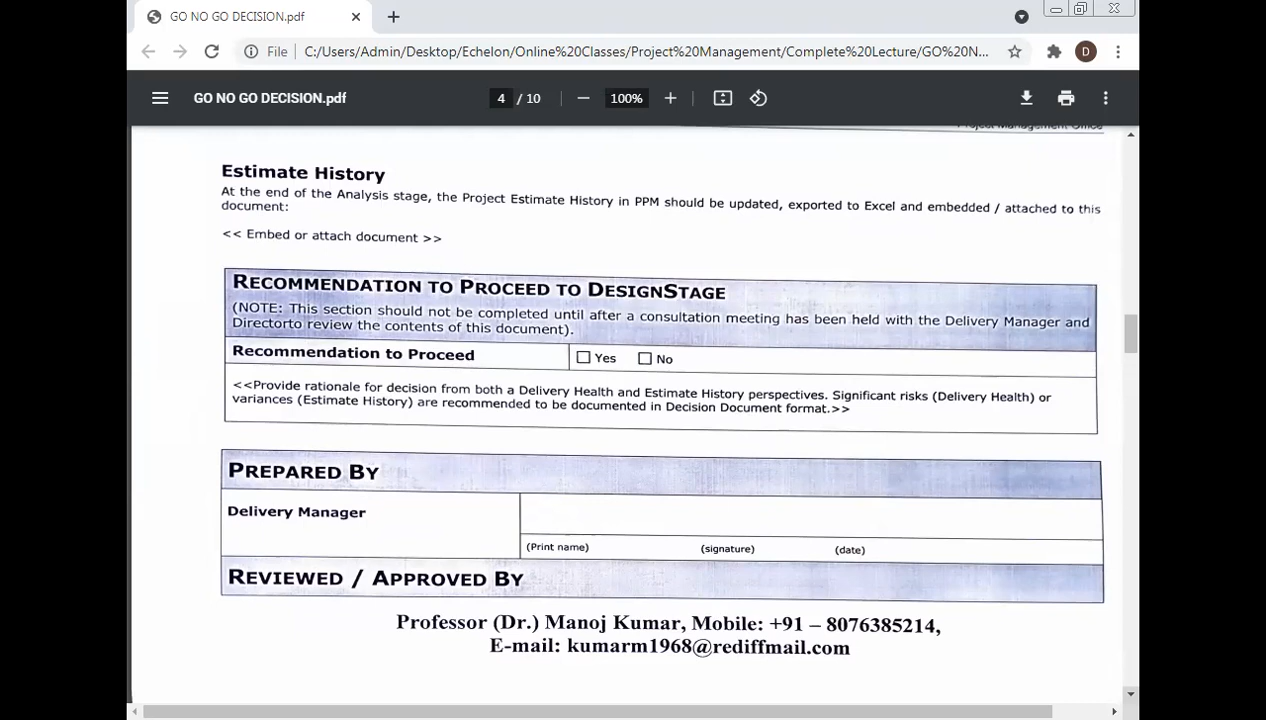 GO NO GO DECISION.pdf
File
C:/Users/Admin/Desktop/Echelon/Online%20Classes/Project%20Management/Complete%20Lecture/GO%20N...
D
GO NO GO DECISION.pdf
4 / 10
100%
Project Management Office
Estimate History
At the end of the Analysis stage, the Project Estimate History in PPM should be updated, exported to Excel and embedded / attached to this
document:
<< Embed or attach document >>
RECOMMENDATION TO PROCEED TO DESIGNSTAGE
(NOTE: This section should not be completed until after a consultation meeting has been held with the Delivery Manager and
Directorto review the contents of this document).
Recommendation to Proceed
Yes
No
<<Provide rationale for decision from both a Delivery Health and Estimate History perspectives. Significant risks (Delivery Health) or
variances (Estimate History) are recommended to be documented in Decision Document format.>>
PREPARED BY
Delivery Manager
(Print name) (signature) (date)
REVIEWED / APPROVED BY
Professor (Dr.) Manoj Kumar, Mobile: +91 – 8076385214,
E-mail: kumarm1968@rediffmail.com